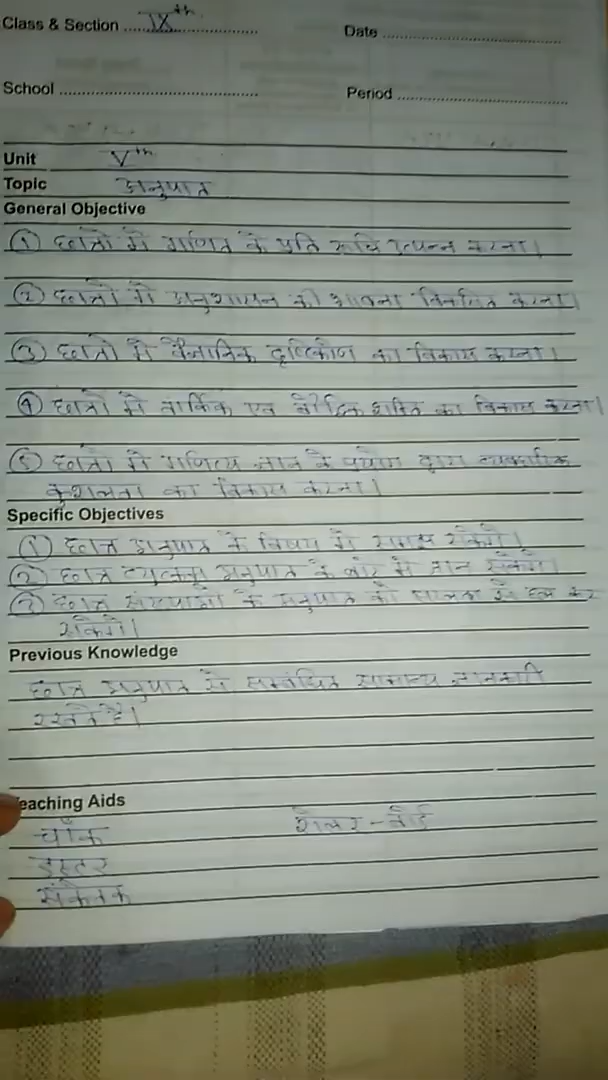 Class & Section ....IXth....
Date ....
School ....
Period ....
Unit Vth
Topic अनुपात
General Objective
① छात्रों में गणित के प्रति रूचि उत्पन्न करना।
② छात्रों में अनुशासन की भावना विकसित करना।
③ छात्रों में वैज्ञानिक दृष्टिकोण का विकास करना।
④ छात्रों में तार्किक एवं बौद्धिक शक्ति का विकास करना।
⑤ छात्रों में गणितीय ज्ञान के प्रयोग द्वारा व्यवहारिक
कुशलता का विकास करना।
Specific Objectives
① छात्र अनुपात के विषय में समझ सकेंगे।
② छात्र व्युत्क्रम अनुपात के बारे में जान सकेंगे।
③ छात्र संख्याओं के अनुपात को सरलता से हल कर
सकेंगे।
Previous Knowledge
छात्र अनुपात से सम्बंधित सामान्य जानकारी
रखते हैं।
Teaching Aids
चॉक रोलर-बोर्ड
डस्टर
संकेतक